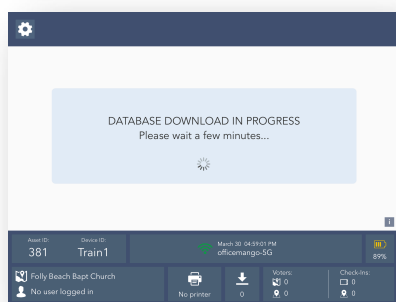 DATABASE DOWNLOAD IN PROGRESS
Please wait a few minutes...
i
Asset ID:
381
Device ID:
Train1
March 30 04:59:01 PM
officemango-5G
89%
Folly Beach Bapt Church
No user logged in
No printer
0
Voters:
0
0
Check-Ins:
0
0